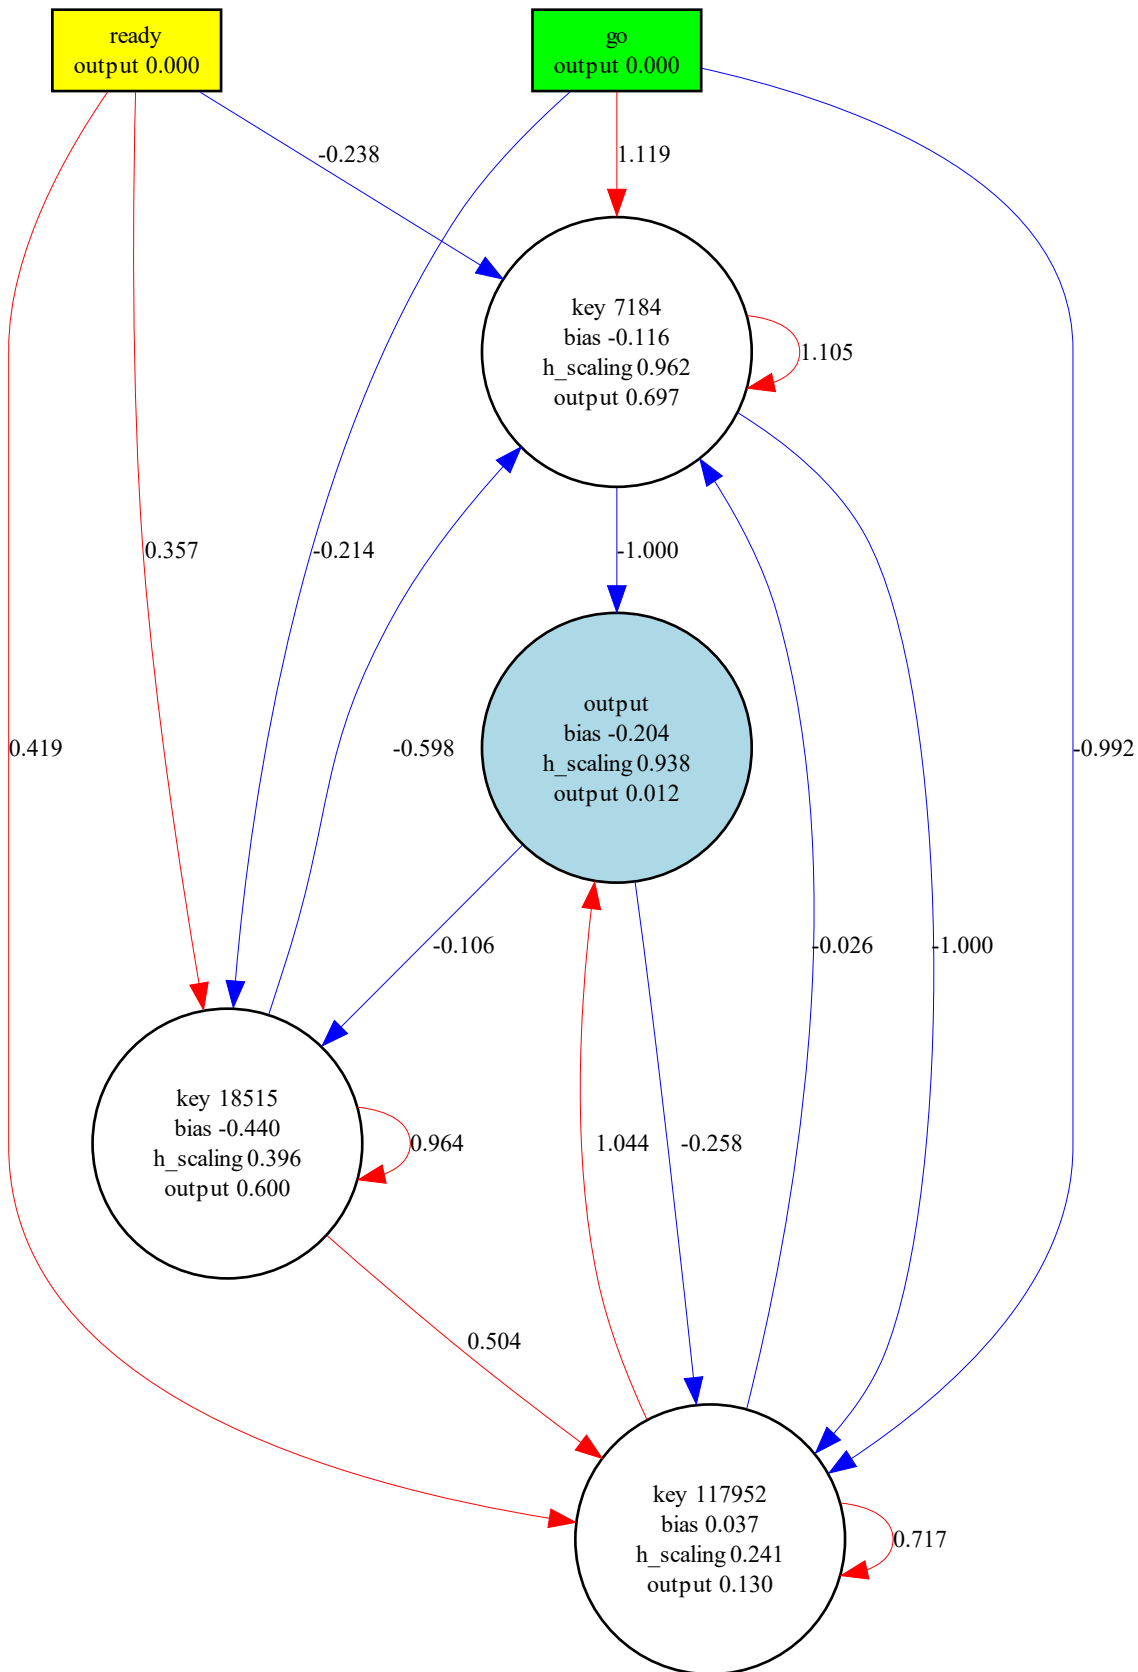 ready
output 0.000
go
output 0.000
-0.238
1.119
key 7184
bias -0.116
h_scaling 0.962
output 0.697
1.105
0.357
-0.214
-1.000
output
bias -0.204
h_scaling 0.938
output 0.012
0.419
-0.598
-0.992
-0.106
-0.026
-1.000
key 18515
bias -0.440
h_scaling 0.396
output 0.600
0.964
1.044
-0.258
0.504
key 117952
bias 0.037
h_scaling 0.241
output 0.130
0.717